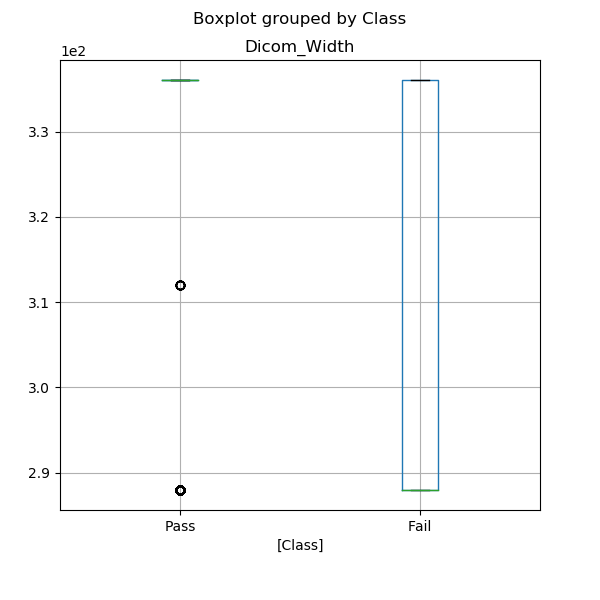 Boxplot grouped by Class
Dicom_Width
1e2
3.3
3.2
3.1
3.0
2.9
Pass
Fail
[Class]